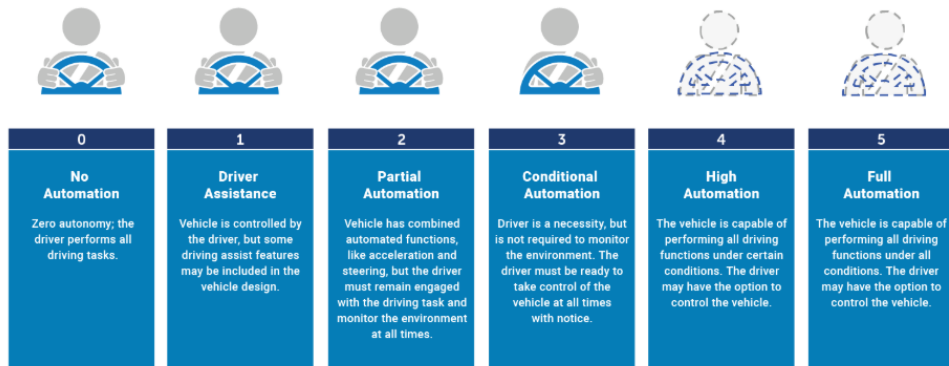 0
No
Automation
Zero autonomy; the
driver performs all
driving tasks.
1
Driver
Assistance
Vehicle is controlled by
the driver, but some
driving assist features
may be included in the
vehicle design.
2
Partial
Automation
Vehicle has combined
automated functions,
like acceleration and
steering, but the driver
must remain engaged
with the driving task and
monitor the environment
at all times.
3
Conditional
Automation
Driver is a necessity, but
is not required to monitor
the environment. The
driver must be ready to
take control of the
vehicle at all times
with notice.
4
High
Automation
The vehicle is capable of
performing all driving
functions under certain
conditions. The driver
may have the option to
control the vehicle.
5
Full
Automation
The vehicle is capable of
performing all driving
functions under all
conditions. The driver
may have the option to
control the vehicle.